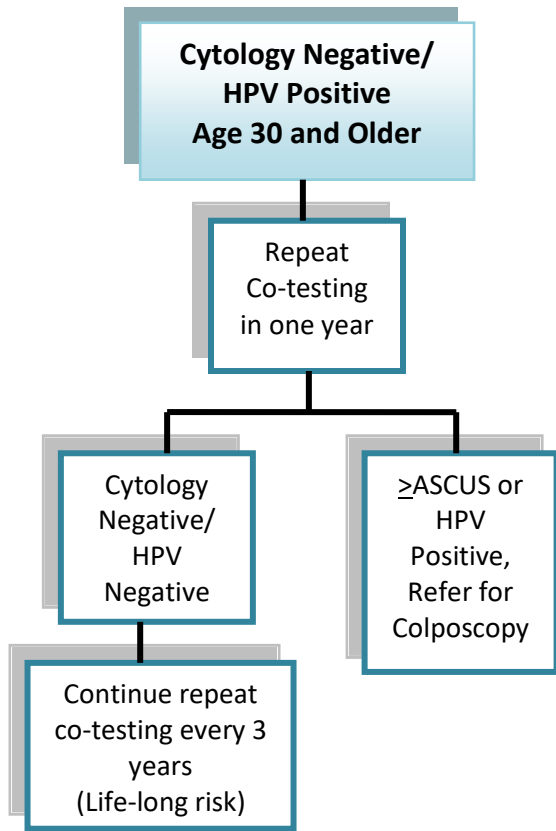 Cytology Negative/
HPV Positive
Age 30 and Older
Repeat
Co-testing
in one year
Cytology
Negative/
HPV
Negative
≥ASCUS or
HPV
Positive,
Refer for
Colposcopy
Continue repeat
co-testing every 3
years
(Life-long risk)